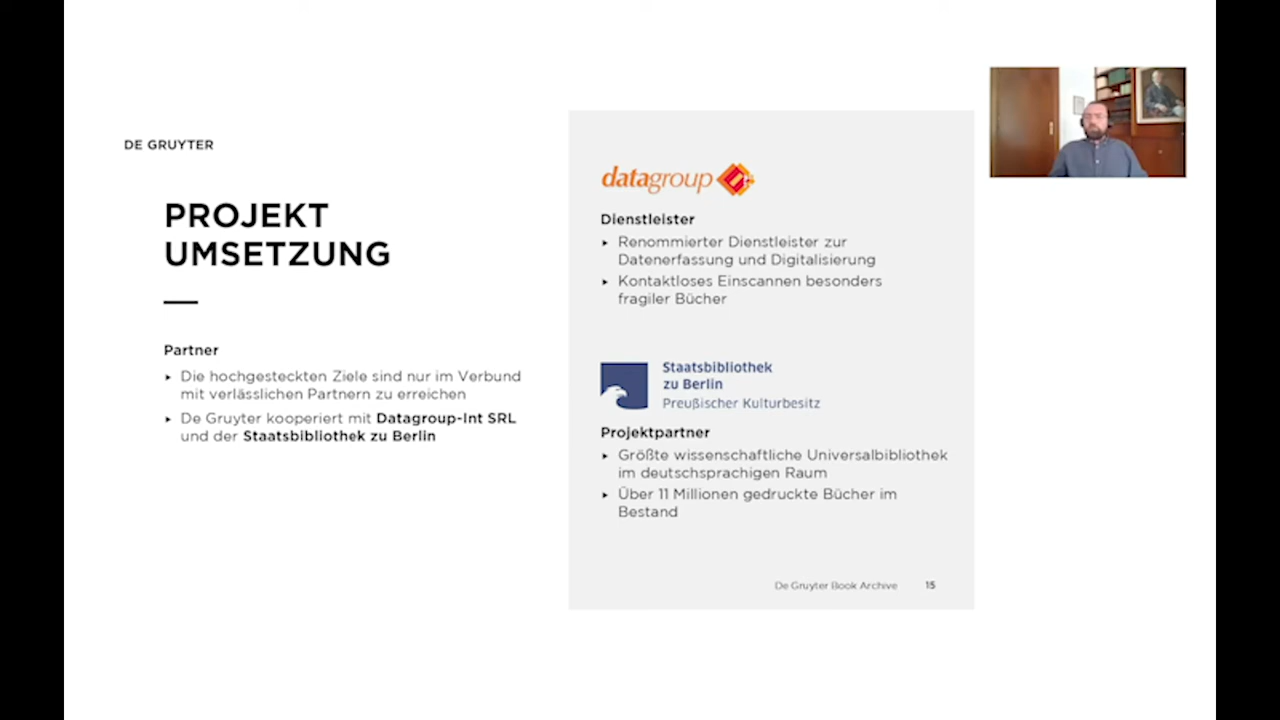 DE GRUYTER
PROJEKT
UMSETZUNG
Partner
▸ Die hochgesteckten Ziele sind nur im Verbund
mit verlässlichen Partnern zu erreichen
▸ De Gruyter kooperiert mit Datagroup-Int SRL
und der Staatsbibliothek zu Berlin
datagroup
Dienstleister
▸ Renommierter Dienstleister zur
Datenerfassung und Digitalisierung
▸ Kontaktloses Einscannen besonders
fragiler Bücher
Staatsbibliothek
zu Berlin
Preußischer Kulturbesitz
Projektpartner
▸ Größte wissenschaftliche Universalbibliothek
im deutschsprachigen Raum
▸ Über 11 Millionen gedruckte Bücher im
Bestand
De Gruyter Book Archive 15